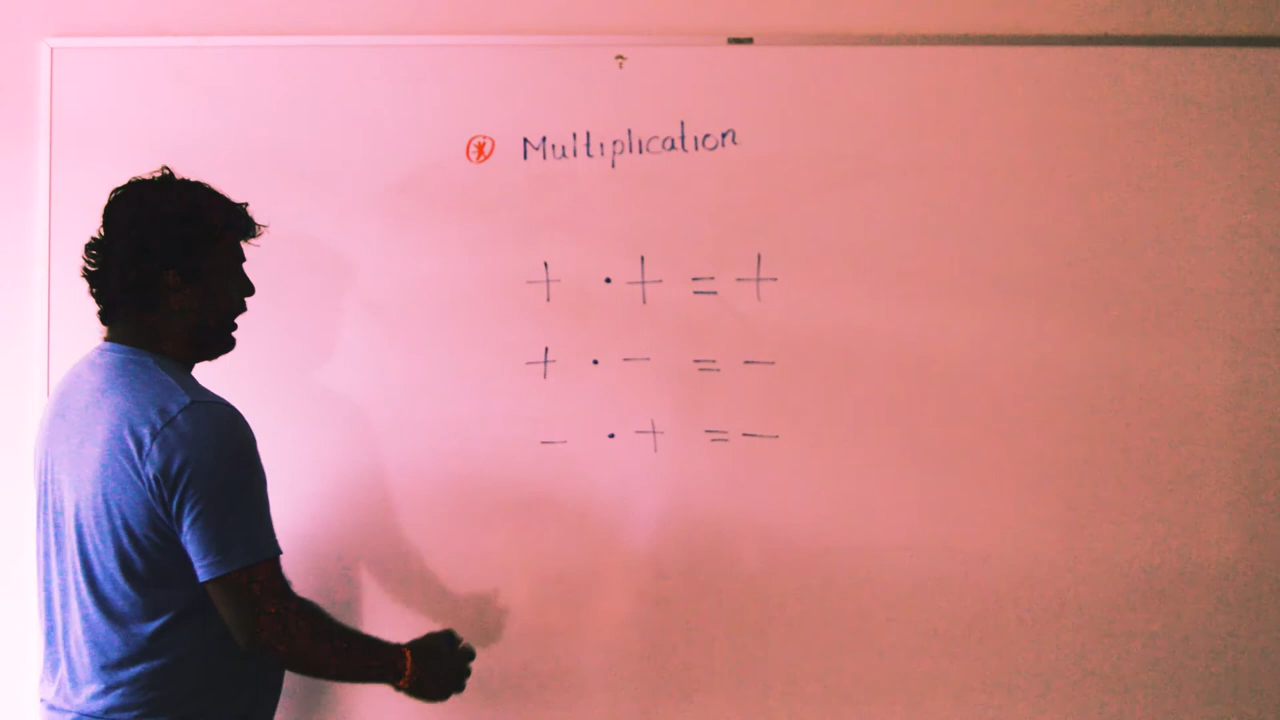 ⊛ Multiplication
+ · + = +
+ · − = −
− · + = −